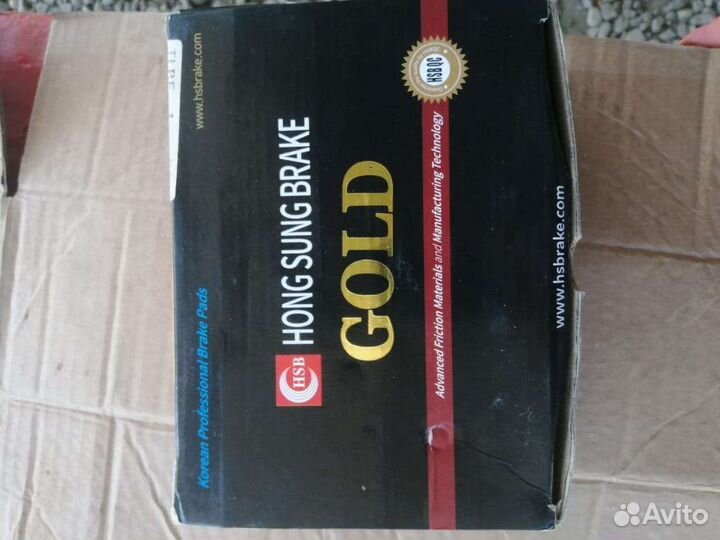 www.hsbrake.com
Korean Professional Brake Pads
HSB HONG SUNG BRAKE
GOLD
HSBQC
Advanced Friction Materials and Manufacturing Technology
www.hsbrake.com
Avito